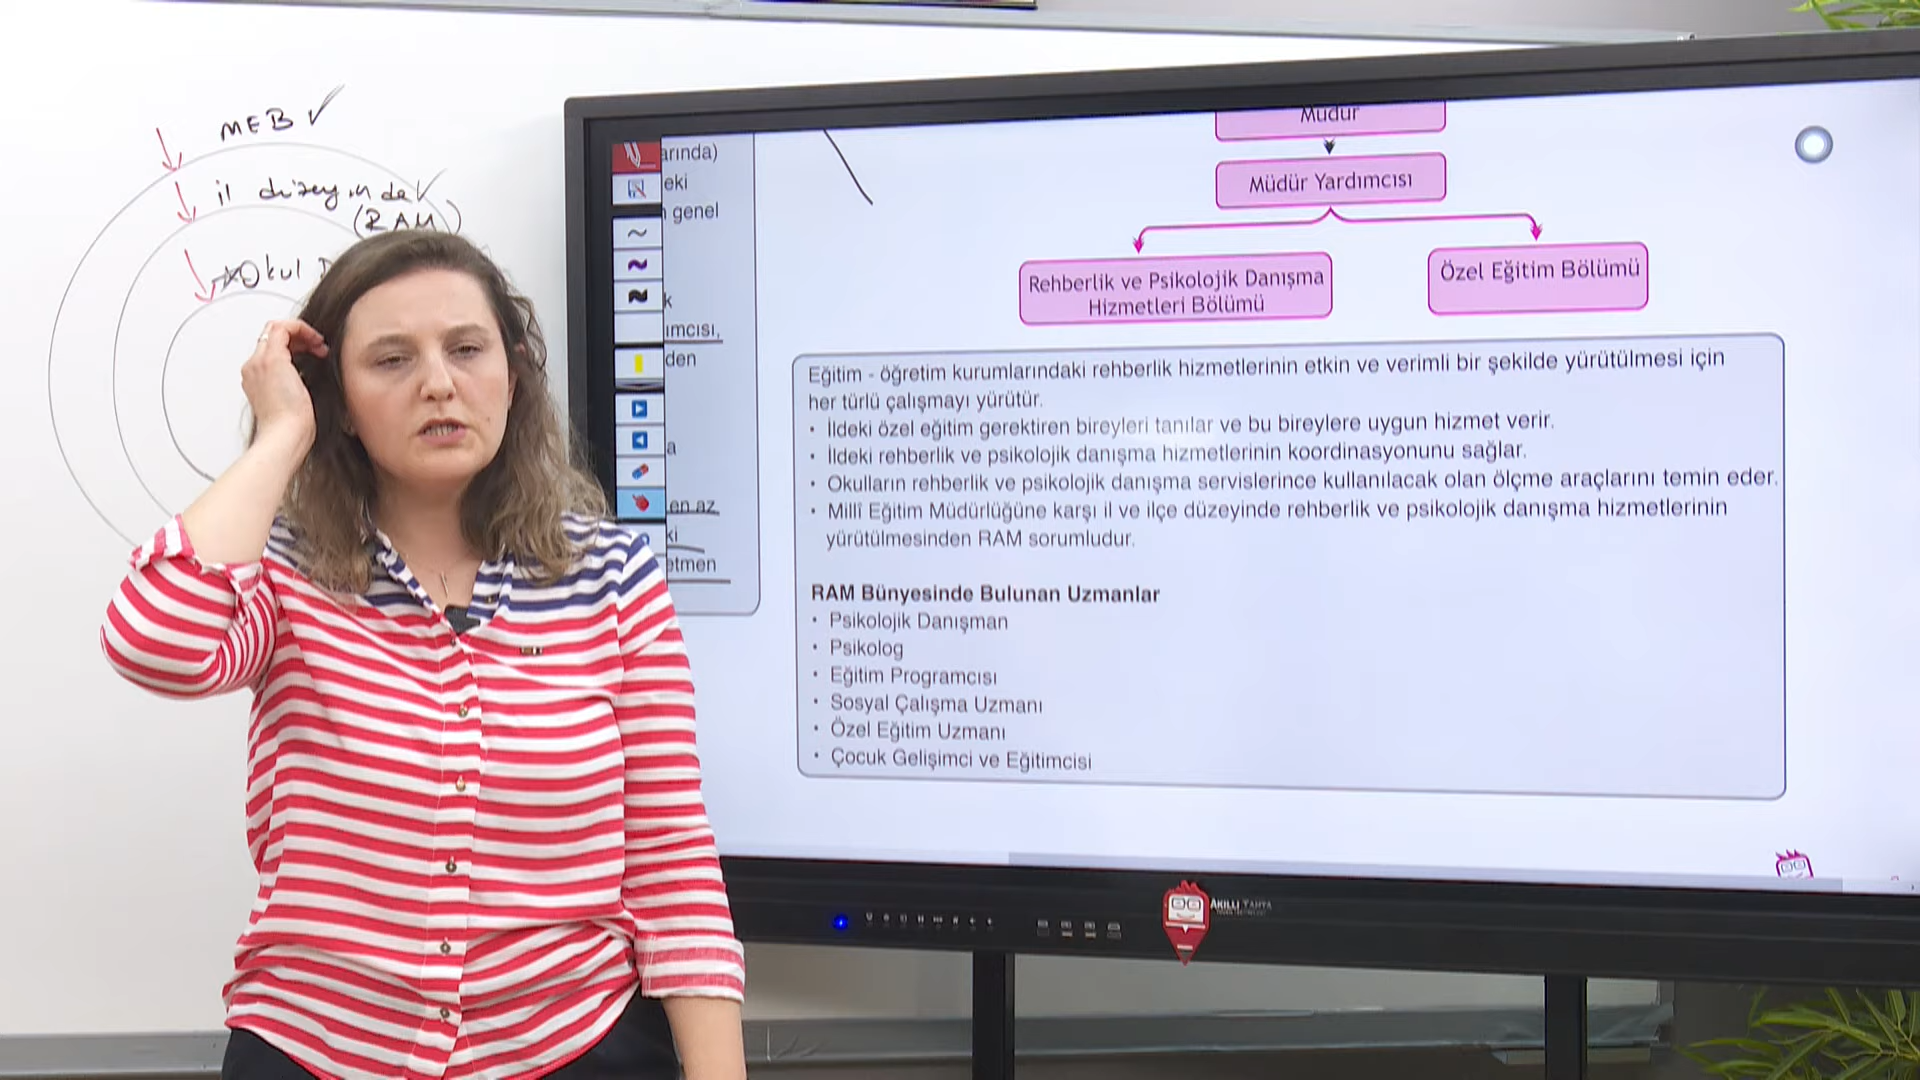 MEB ✓
il düzeyinde ✓
(RAM)
Okul
arında)
eki
genel
k
ımcısı,
den
a
en az
ki
etmen
Müdür
Müdür Yardımcısı
Rehberlik ve Psikolojik Danışma
Hizmetleri Bölümü
Özel Eğitim Bölümü
Eğitim - öğretim kurumlarındaki rehberlik hizmetlerinin etkin ve verimli bir şekilde yürütülmesi için
her türlü çalışmayı yürütür.
• İldeki özel eğitim gerektiren bireyleri tanılar ve bu bireylere uygun hizmet verir.
• İldeki rehberlik ve psikolojik danışma hizmetlerinin koordinasyonunu sağlar.
• Okulların rehberlik ve psikolojik danışma servislerince kullanılacak olan ölçme araçlarını temin eder.
• Millî Eğitim Müdürlüğüne karşı il ve ilçe düzeyinde rehberlik ve psikolojik danışma hizmetlerinin
yürütülmesinden RAM sorumludur.
RAM Bünyesinde Bulunan Uzmanlar
• Psikolojik Danışman
• Psikolog
• Eğitim Programcısı
• Sosyal Çalışma Uzmanı
• Özel Eğitim Uzmanı
• Çocuk Gelişimci ve Eğitimcisi
AKILLI TAHTA